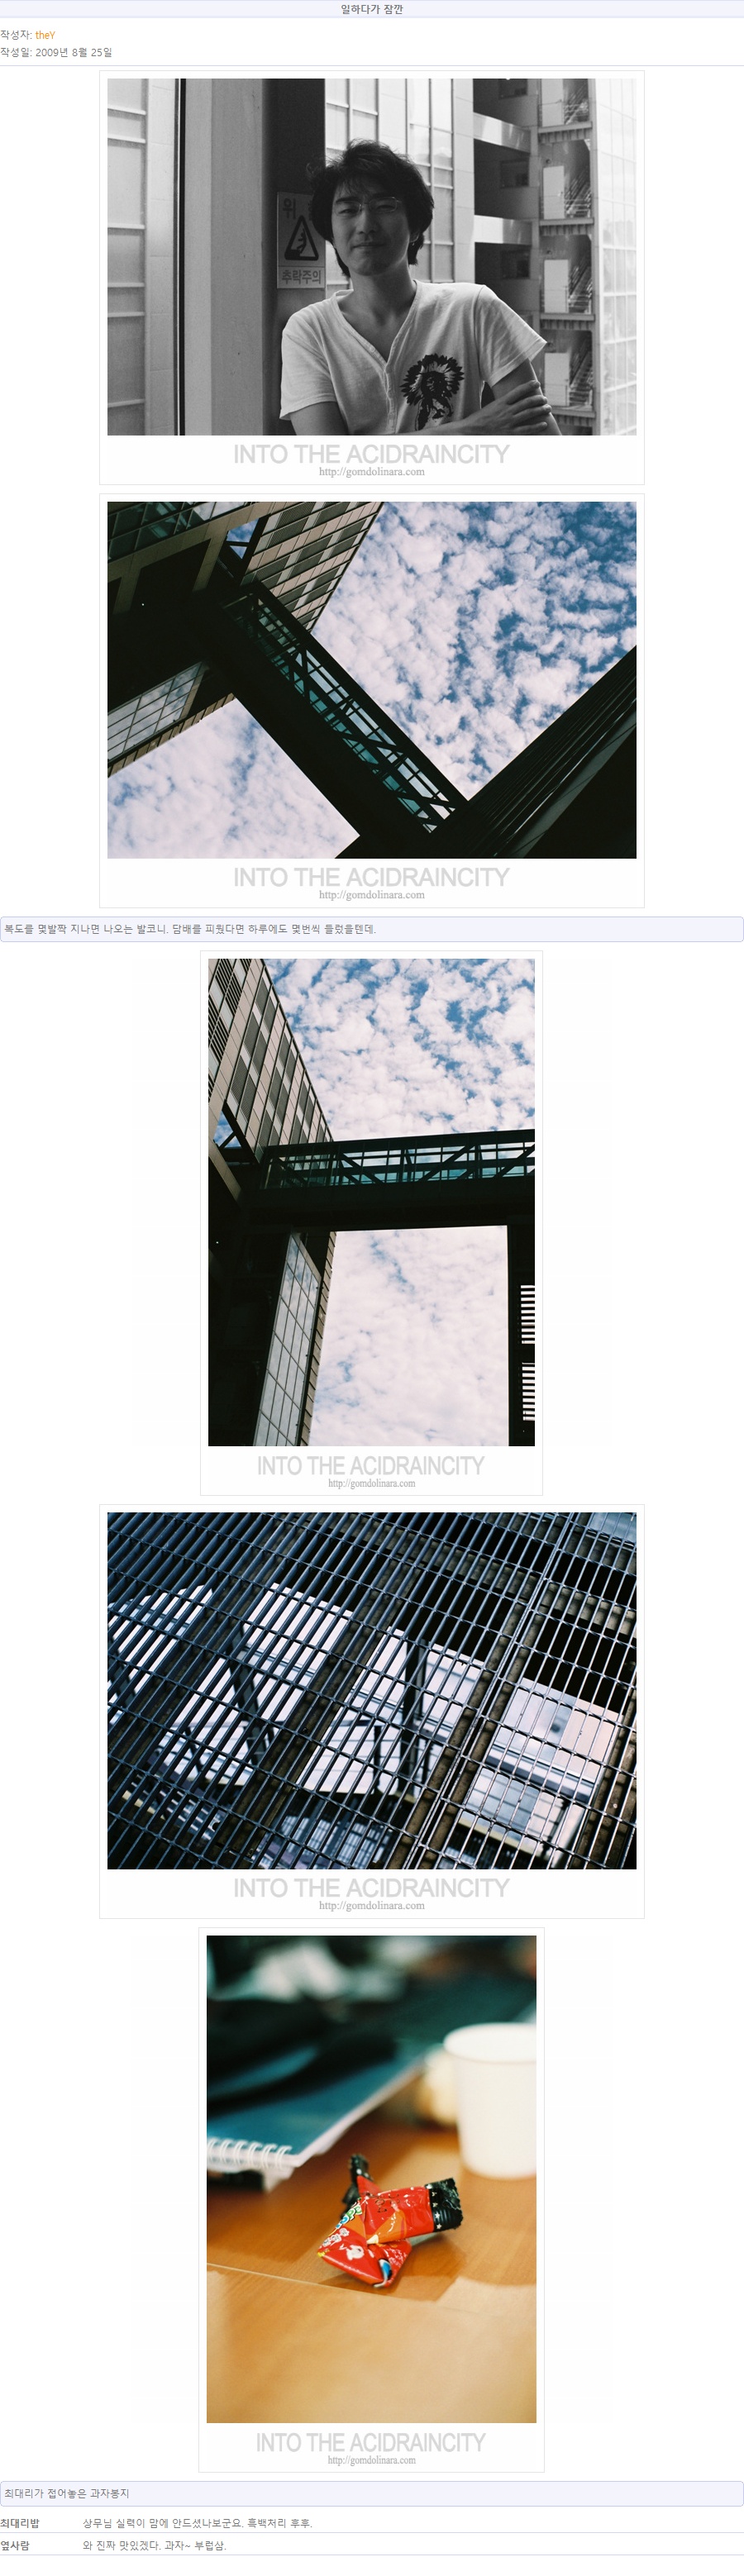 일하다가 잠깐
작성자: theY
작성일: 2009년 8월 25일
위
추락주의
INTO THE ACIDRAINCITY
http://gomdolinara.com
INTO THE ACIDRAINCITY
http://gomdolinara.com
복도를 몇발짝 지나면 나오는 발코니. 담배를 피웠다면 하루에도 몇번씩 들렀을텐데.
INTO THE ACIDRAINCITY
http://gomdolinara.com
INTO THE ACIDRAINCITY
http://gomdolinara.com
INTO THE ACIDRAINCITY
http://gomdolinara.com
최대리가 접어놓은 과자봉지
최대리밥 상무님 실력이 맘에 안드셨나보군요. 흑백처리 후후.
옆사람 와 진짜 맛있겠다. 과자~ 부럽삼.